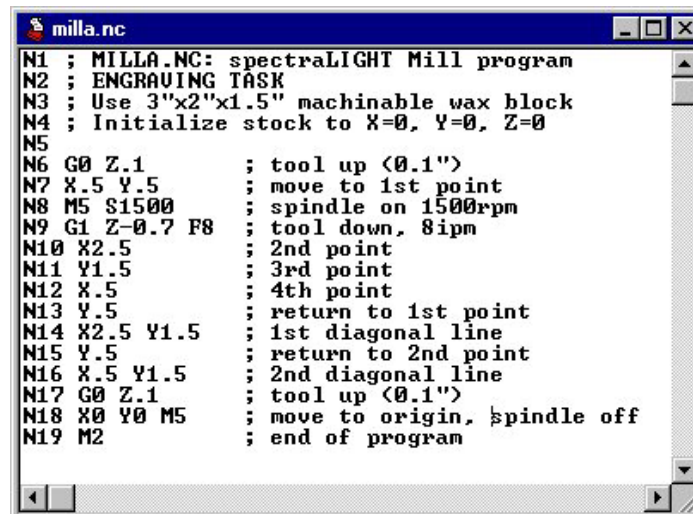 milla.nc
N1 ; MILLA.NC: spectraLIGHT Mill program
N2 ; ENGRAVING TASK
N3 ; Use 3"x2"x1.5" machinable wax block
N4 ; Initialize stock to X=0, Y=0, Z=0
N5
N6 G0 Z.1 ; tool up (0.1")
N7 X.5 Y.5 ; move to 1st point
N8 M5 S1500 ; spindle on 1500rpm
N9 G1 Z-0.7 F8 ; tool down, 8ipm
N10 X2.5 ; 2nd point
N11 Y1.5 ; 3rd point
N12 X.5 ; 4th point
N13 Y.5 ; return to 1st point
N14 X2.5 Y1.5 ; 1st diagonal line
N15 Y.5 ; return to 2nd point
N16 X.5 Y1.5 ; 2nd diagonal line
N17 G0 Z.1 ; tool up (0.1")
N18 X0 Y0 M5 ; move to origin, spindle off
N19 M2 ; end of program